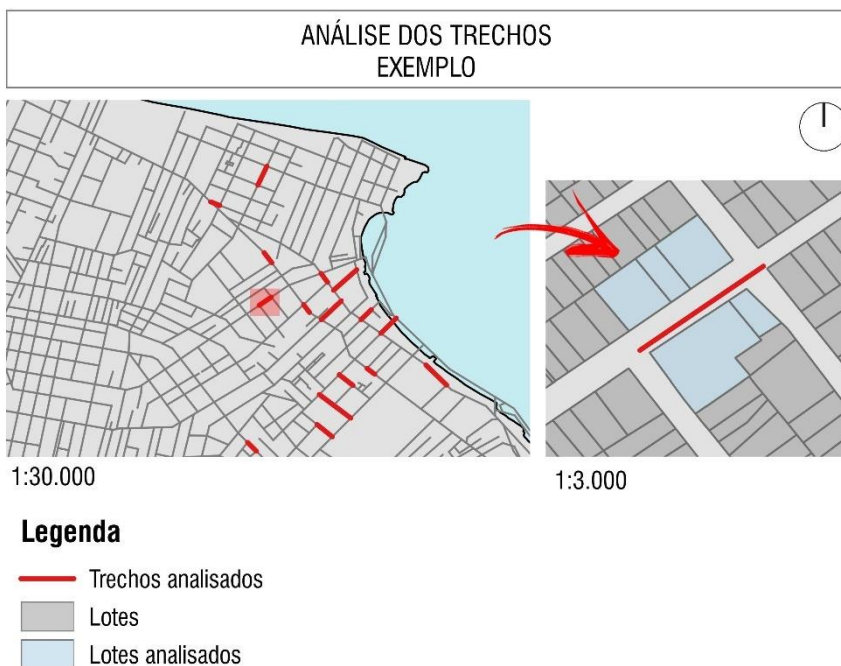 ANÁLISE DOS TRECHOS
EXEMPLO
1:30.000
1:3.000
Legenda
Trechos analisados
Lotes
Lotes analisados